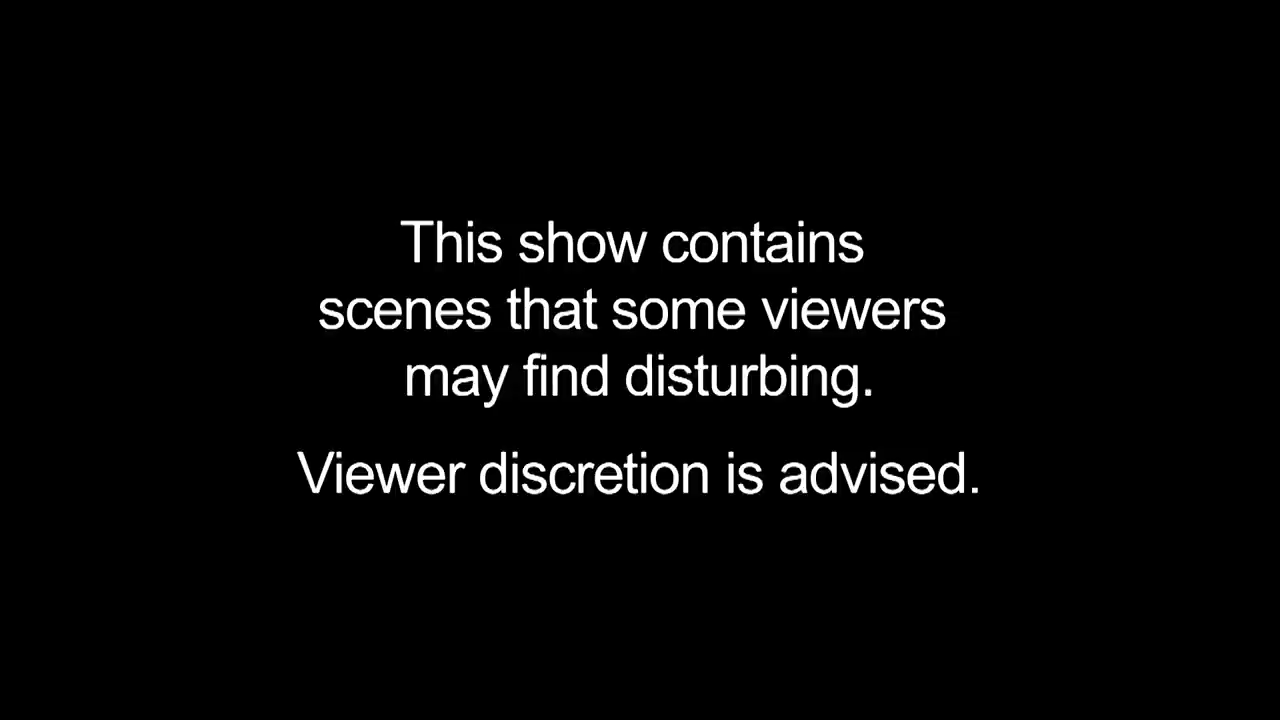 This show contains
scenes that some viewers
may find disturbing.
Viewer discretion is advised.